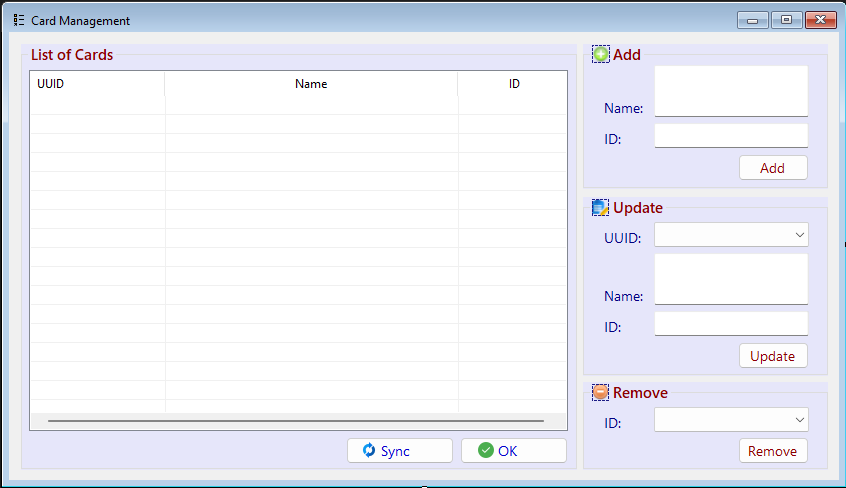 Card Management
List of Cards
UUID Name ID
Sync OK
Add
Name:
ID:
Add
Update
UUID:
Name:
ID:
Update
Remove
ID:
Remove